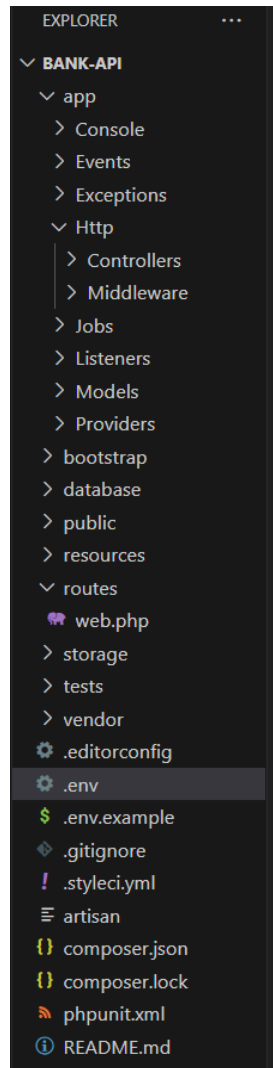 EXPLORER ...
BANK-API
app
Console
Events
Exceptions
Http
Controllers
Middleware
Jobs
Listeners
Models
Providers
bootstrap
database
public
resources
routes
web.php
storage
tests
vendor
.editorconfig
.env
$ .env.example
.gitignore
! .styleci.yml
artisan
{} composer.json
{} composer.lock
phpunit.xml
README.md